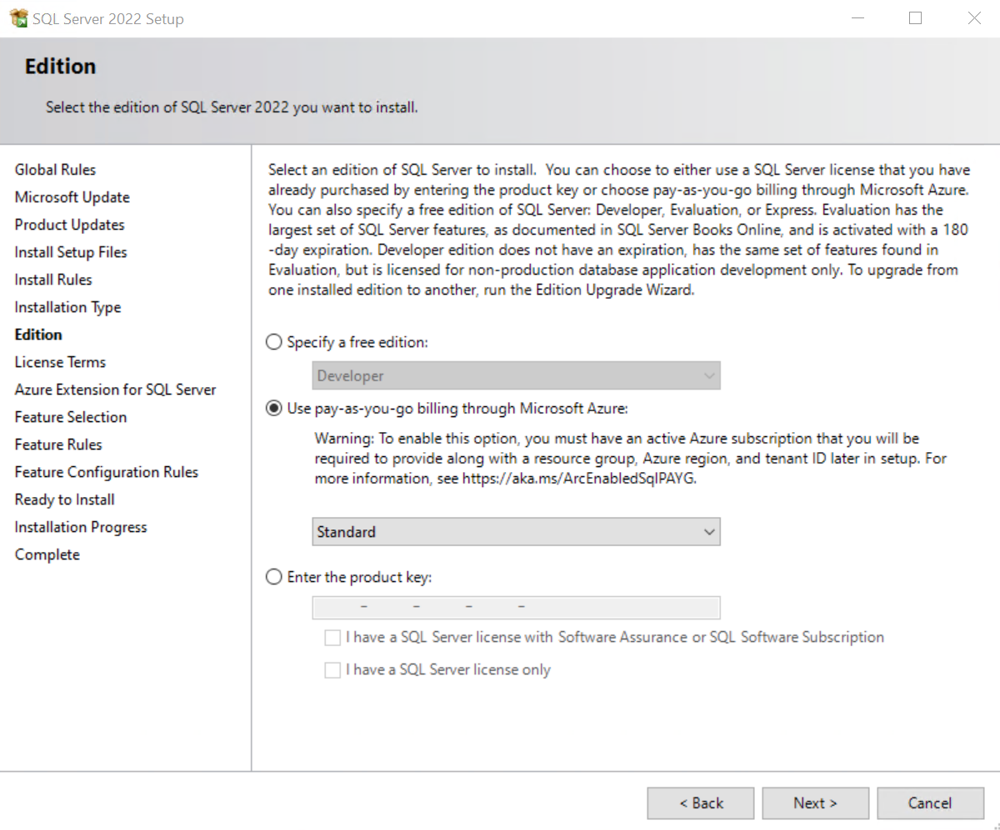 SQL Server 2022 Setup
Edition
Select the edition of SQL Server 2022 you want to install.
Global Rules
Microsoft Update
Product Updates
Install Setup Files
Install Rules
Installation Type
Edition
License Terms
Azure Extension for SQL Server
Feature Selection
Feature Rules
Feature Configuration Rules
Ready to Install
Installation Progress
Complete
Select an edition of SQL Server to install.  You can choose to either use a SQL Server license that you have
already purchased by entering the product key or choose pay-as-you-go billing through Microsoft Azure.
You can also specify a free edition of SQL Server: Developer, Evaluation, or Express. Evaluation has the
largest set of SQL Server features, as documented in SQL Server Books Online, and is activated with a 180
-day expiration. Developer edition does not have an expiration, has the same set of features found in
Evaluation, but is licensed for non-production database application development only. To upgrade from
one installed edition to another, run the Edition Upgrade Wizard.
Specify a free edition:
Developer
Use pay-as-you-go billing through Microsoft Azure:
Warning: To enable this option, you must have an active Azure subscription that you will be
required to provide along with a resource group, Azure region, and tenant ID later in setup. For
more information, see https://aka.ms/ArcEnabledSqlPAYG.
Standard
Enter the product key:
- - - -
I have a SQL Server license with Software Assurance or SQL Software Subscription
I have a SQL Server license only
< Back
Next >
Cancel